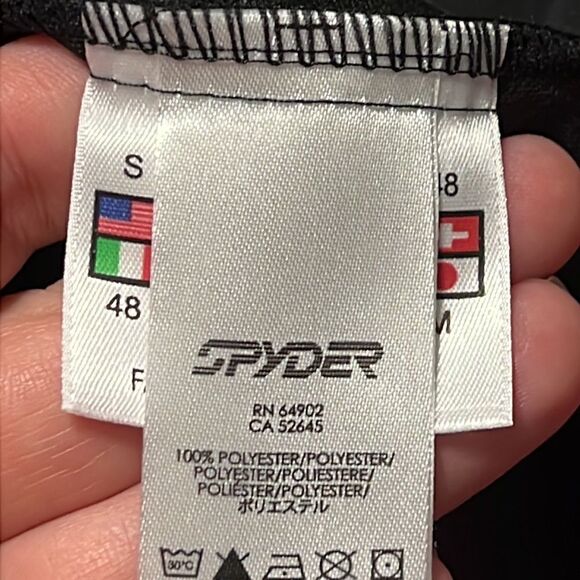 S
48
48
M
SPYDER
RN 64902
CA 52645
100% POLYESTER/POLYESTER/
POLYESTER/POLIESTERE/
POLIÉSTER/POLYESTER/
ポリエステル
30°C